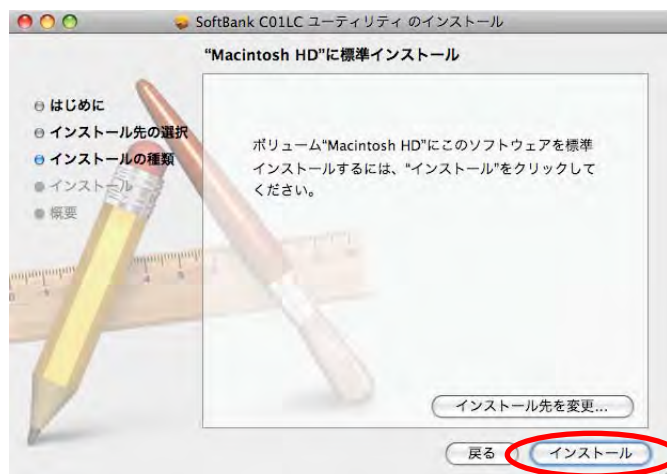 SoftBank C01LC ユーティリティ のインストール
“Macintosh HD”に標準インストール
はじめに
インストール先の選択
インストールの種類
インストール
概要
ボリューム“Macintosh HD”にこのソフトウェアを標準
インストールするには、“インストール”をクリックして
ください。
インストール先を変更...
戻る
インストール